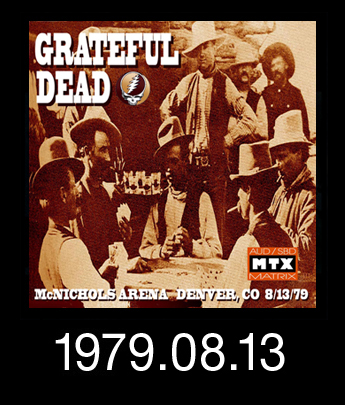 GRATEFUL
DEAD
AUD/SBD
MTX
MATRIX
McNICHOLS ARENA DENVER, CO 8/13/79
1979.08.13